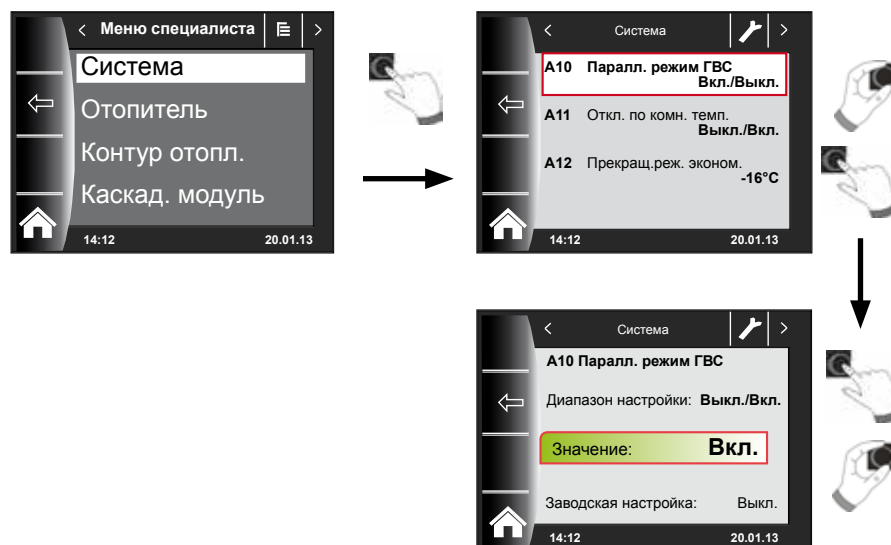 Меню специалиста
Система
Отопитель
Контур отопл.
Каскад. модуль
14:12 20.01.13
Система
A10 Паралл. режим ГВС
Вкл./Выкл.
A11 Откл. по комн. темп.
Выкл./Вкл.
A12 Прекращ.реж. эконом.
-16°C
14:12 20.01.13
Система
A10 Паралл. режим ГВС
Диапазон настройки: Выкл./Вкл.
Значение: Вкл.
Заводская настройка: Выкл.
14:12 20.01.13